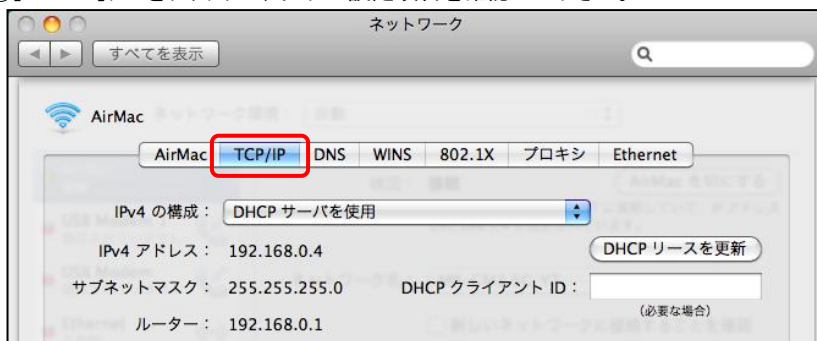 ネットワーク
すべてを表示
AirMac
AirMac TCP/IP DNS WINS 802.1X プロキシ Ethernet
IPv4 の構成： DHCP サーバを使用
IPv4 アドレス： 192.168.0.4 DHCP リースを更新
サブネットマスク： 255.255.255.0 DHCP クライアント ID：
(必要な場合)
ルーター： 192.168.0.1